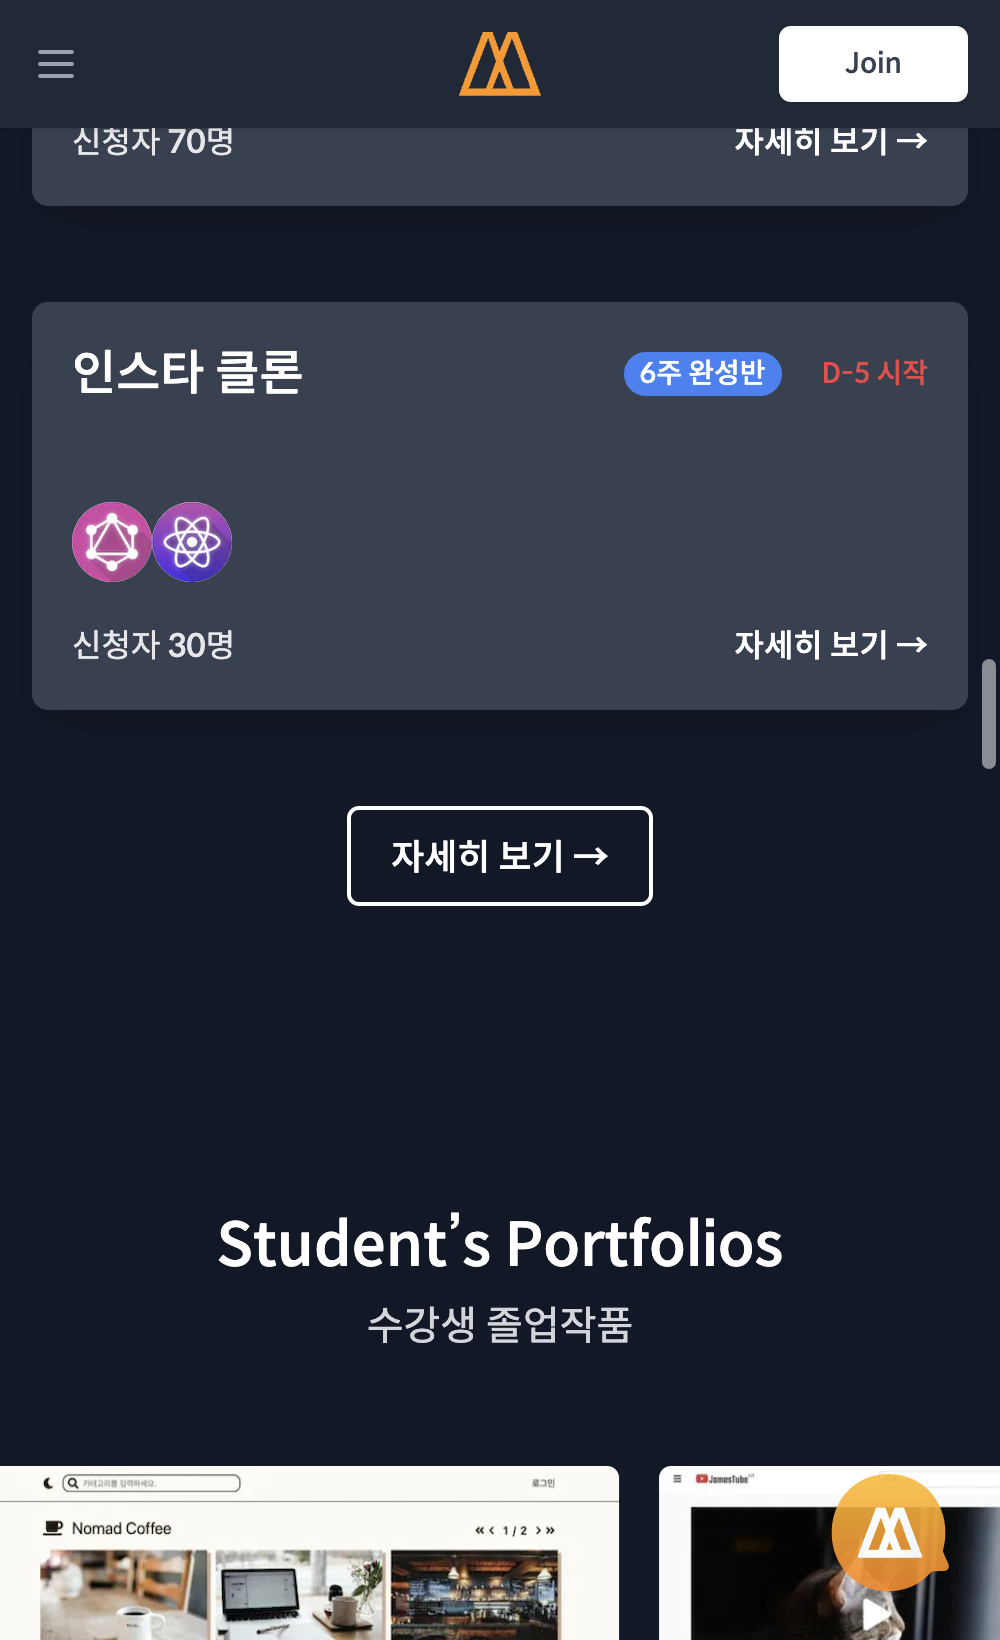 Join
신청자 70명
자세히 보기 →
인스타 클론
6주 완성반
D-5 시작
신청자 30명
자세히 보기 →
자세히 보기 →
Student’s Portfolios
수강생 졸업작품
카테고리를 입력하세요.
로그인
JamesTube
Nomad Coffee
« ‹ 1 / 2 › »